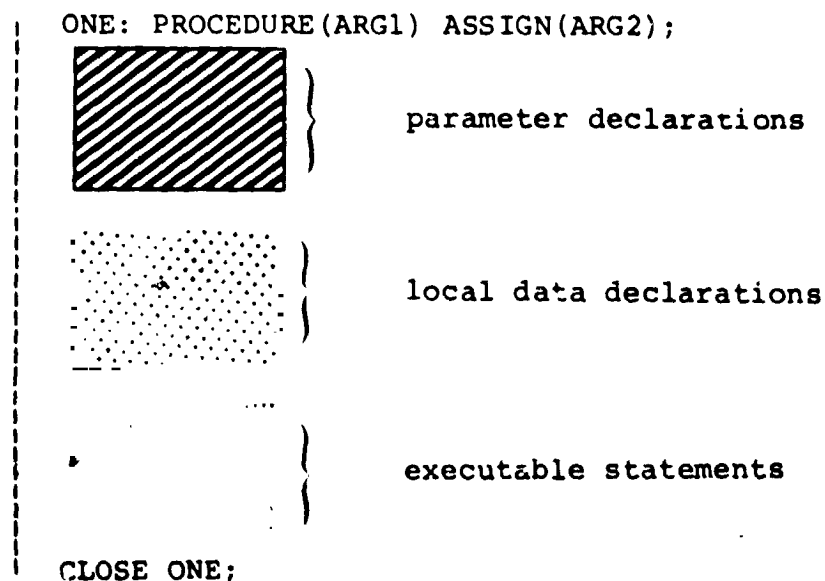 ONE: PROCEDURE(ARG1) ASSIGN(ARG2);
parameter declarations
local data declarations
executable statements
CLOSE ONE;